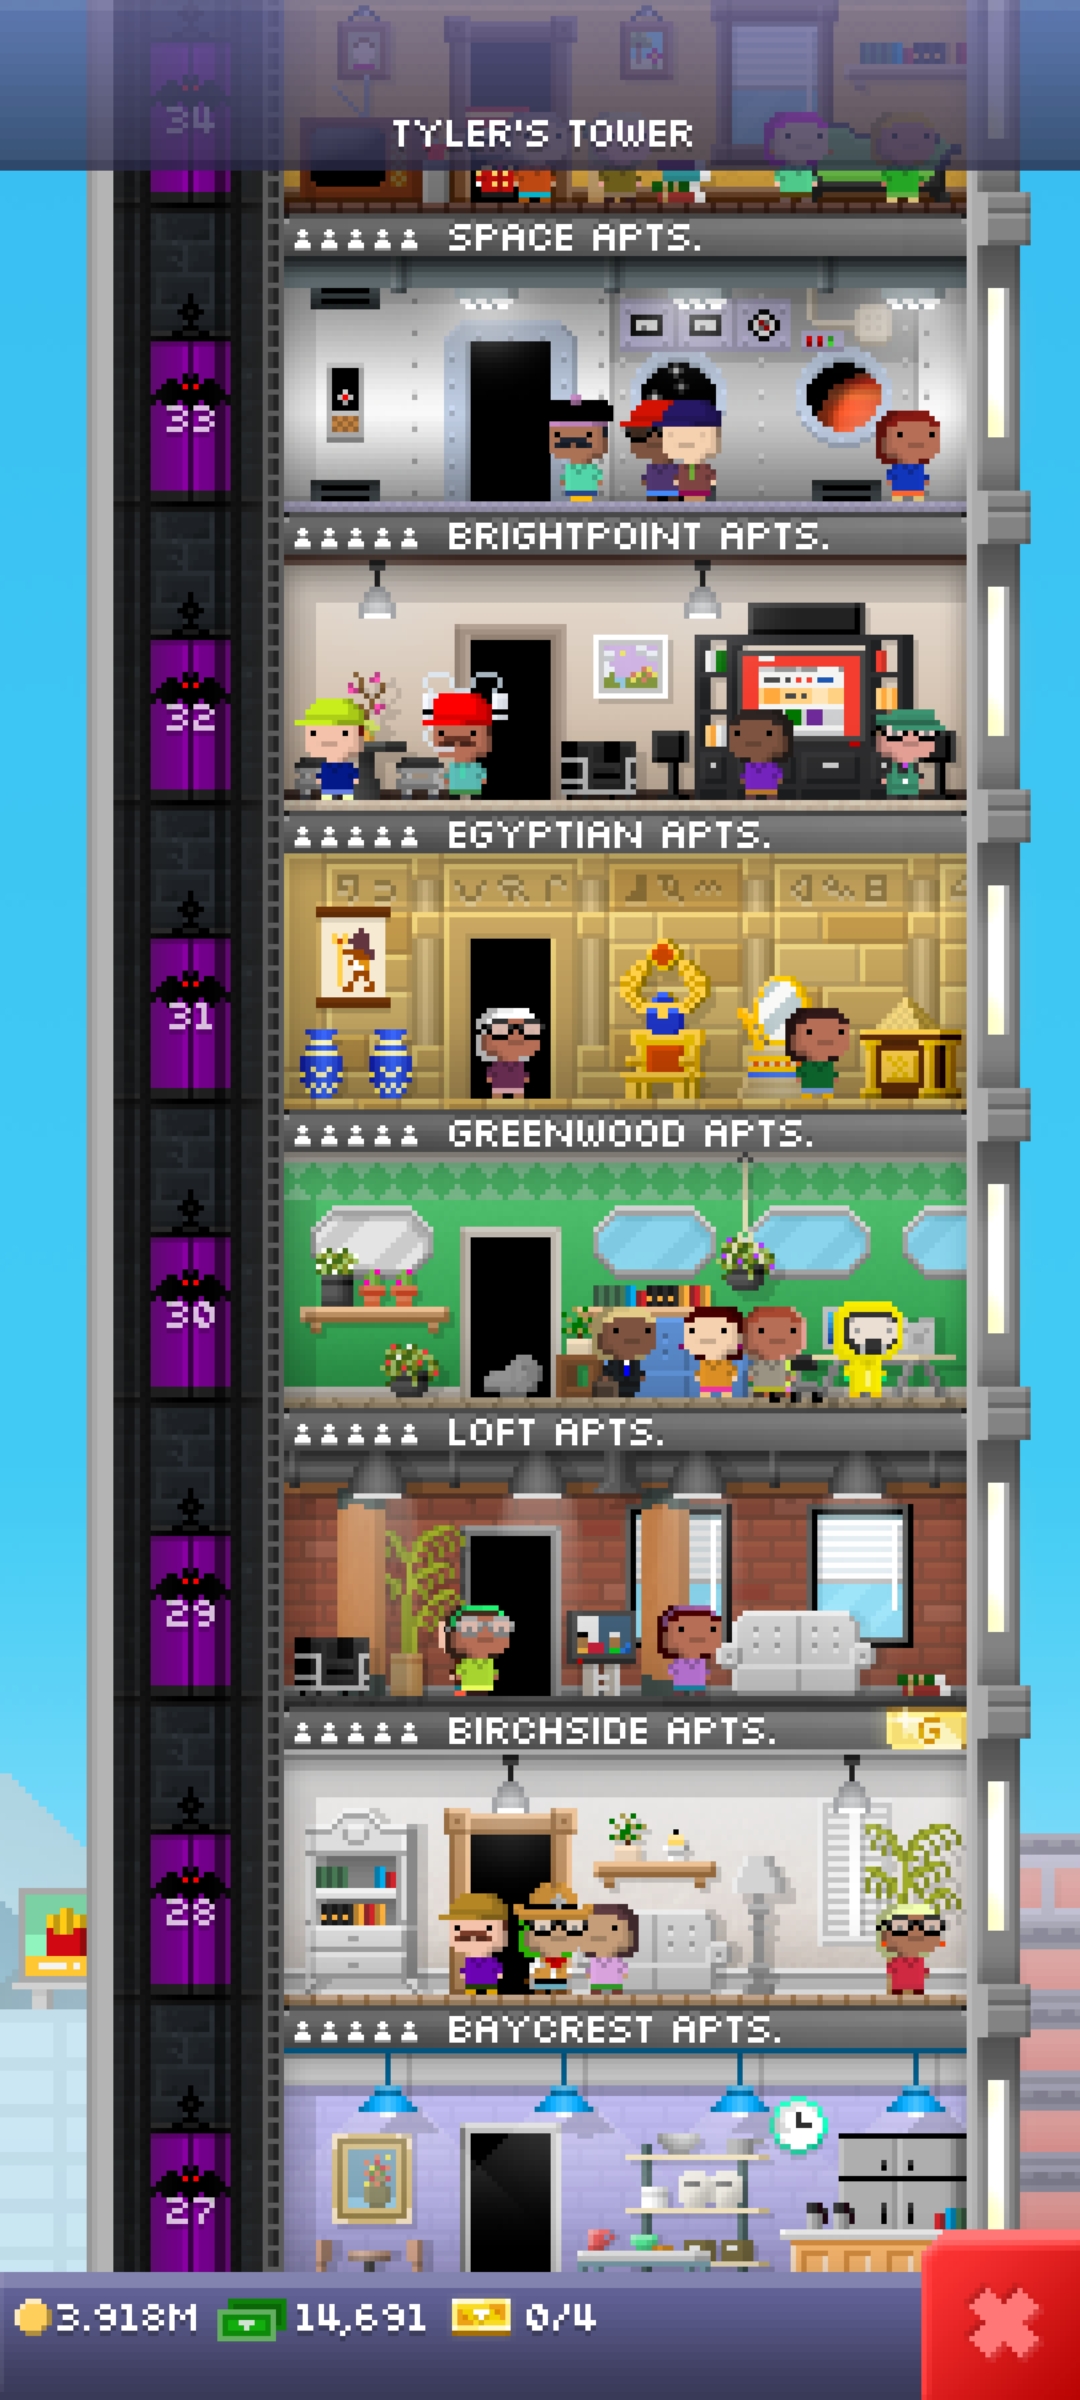 34
TYLER'S TOWER
SPACE APTS.
33
BRIGHTPOINT APTS.
32
EGYPTIAN APTS.
31
GREENWOOD APTS.
30
LOFT APTS.
29
BIRCHSIDE APTS.
G
28
BAYCREST APTS.
27
3.918M 14,691 0/4